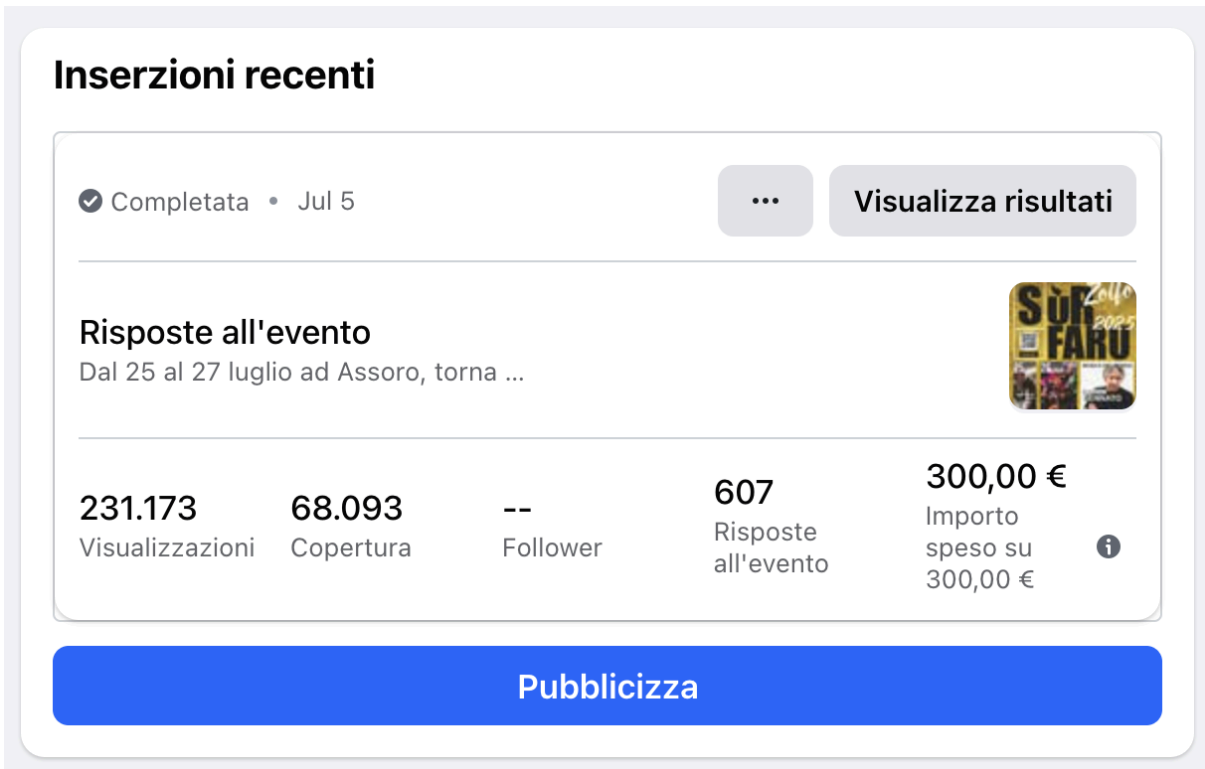 Inserzioni recenti
Completata • Jul 5
...
Visualizza risultati
Risposte all'evento
Dal 25 al 27 luglio ad Assoro, torna ...
SÙR
Zolfo
2025
FARU
231.173
Visualizzazioni
68.093
Copertura
--
Follower
607
Risposte
all'evento
300,00 €
Importo
speso su
300,00 €
Pubblicizza